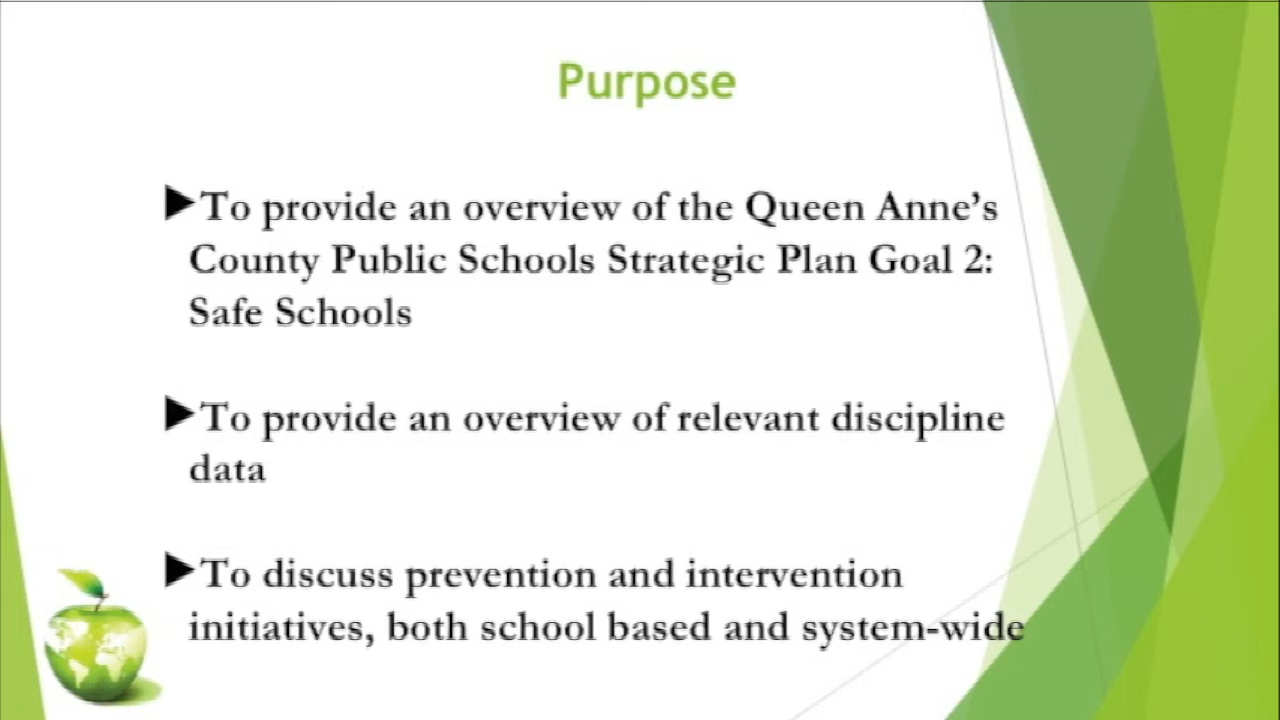 Purpose
►To provide an overview of the Queen Anne’s
County Public Schools Strategic Plan Goal 2:
Safe Schools
►To provide an overview of relevant discipline
data
►To discuss prevention and intervention
initiatives, both school based and system-wide